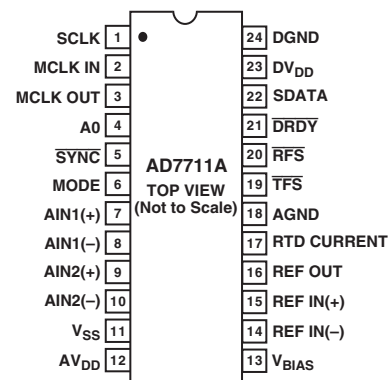 SCLK 1
MCLK IN 2
MCLK OUT 3
A0 4
SYNC 5
MODE 6
AIN1(+) 7
AIN1(–) 8
AIN2(+) 9
AIN2(–) 10
VSS 11
AVDD 12
AD7711A
TOP VIEW
(Not to Scale)
24 DGND
23 DVDD
22 SDATA
21 DRDY
20 RFS
19 TFS
18 AGND
17 RTD CURRENT
16 REF OUT
15 REF IN(+)
14 REF IN(–)
13 VBIAS